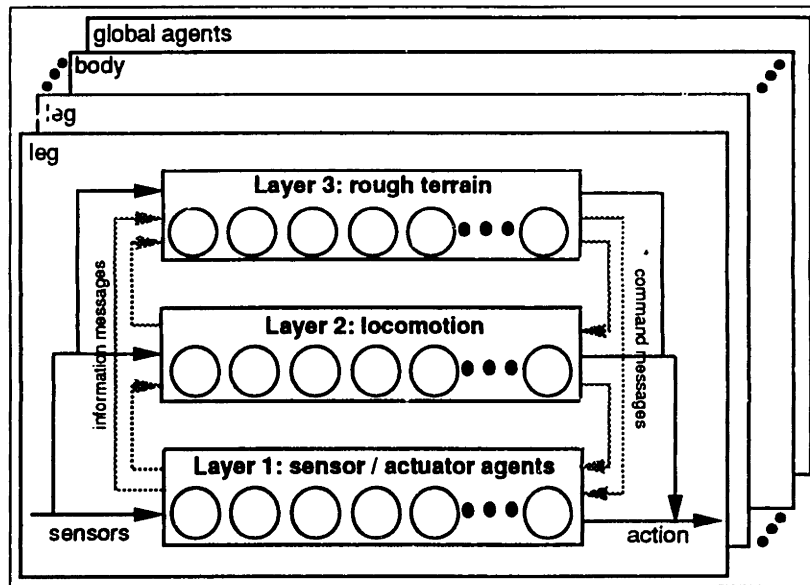 global agents
body
leg
leg
Layer 3: rough terrain
information messages
command messages
Layer 2: locomotion
Layer 1: sensor / actuator agents
sensors
action